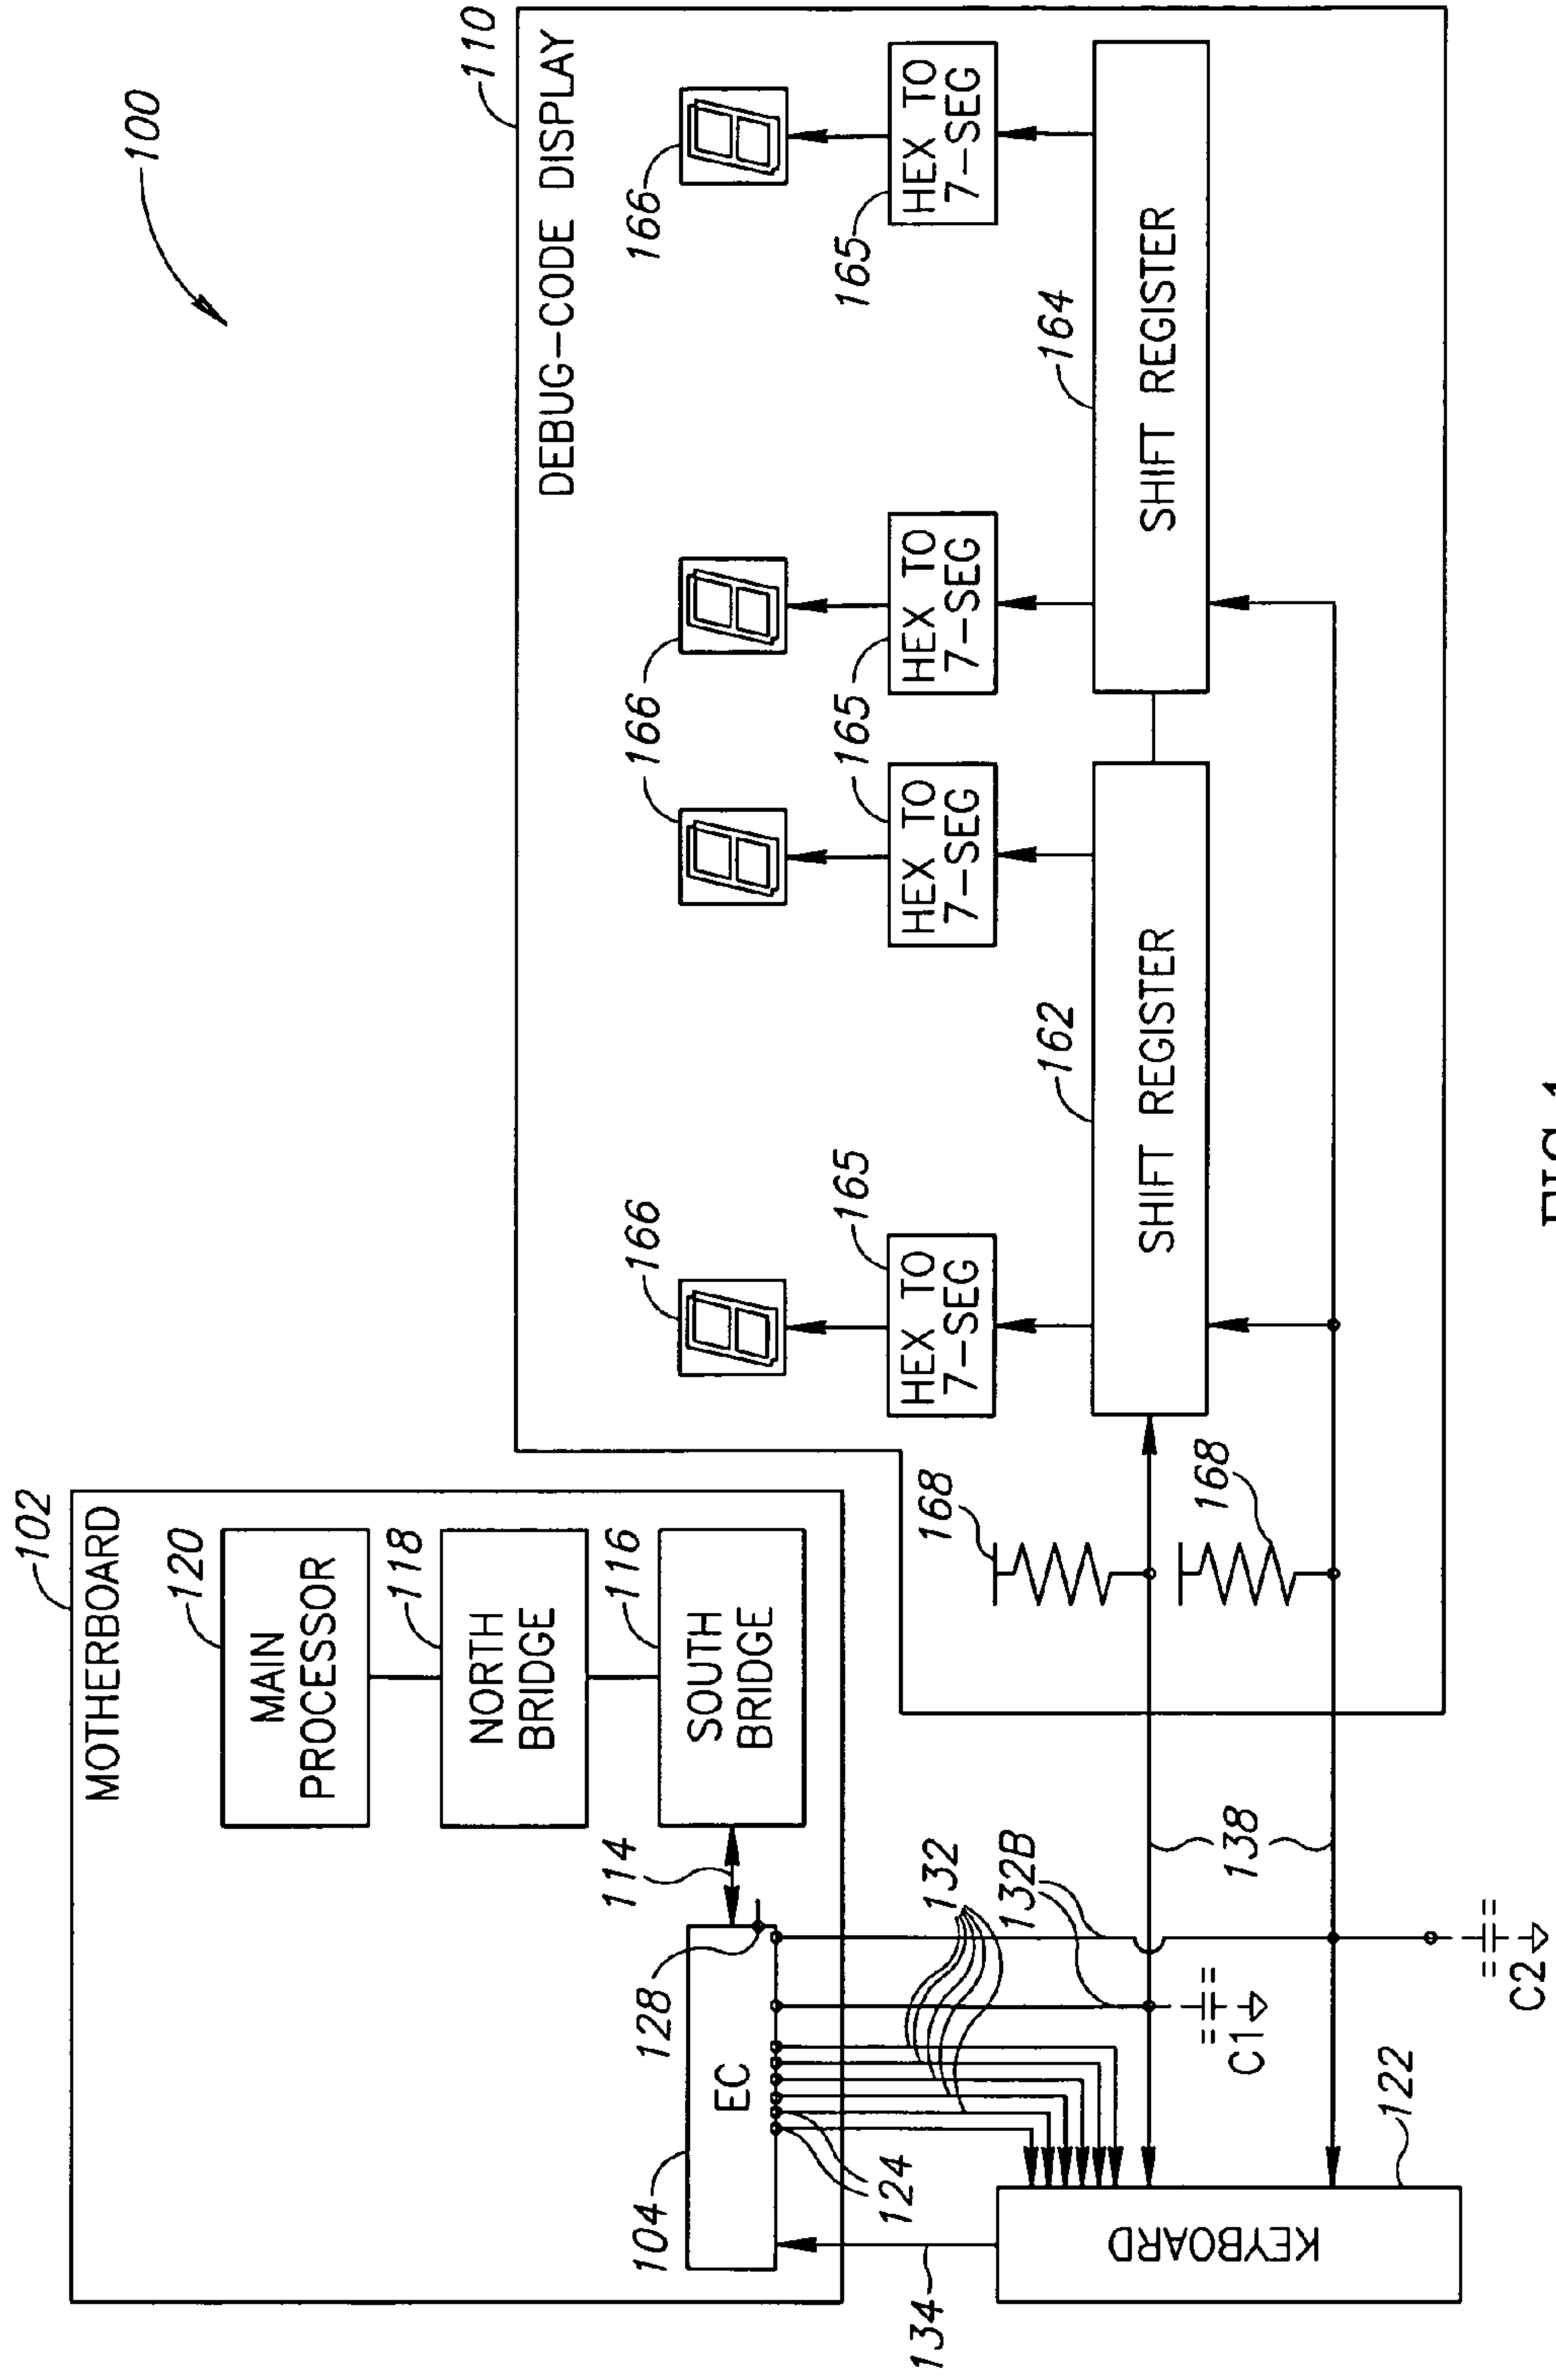 100
102
MOTHERBOARD
120
MAIN
PROCESSOR
118
NORTH
BRIDGE
116
SOUTH
BRIDGE
114
128
EC
104
124
132
132B
134
KEYBOARD
122
C1
C2
138
110
DEBUG-CODE DISPLAY
166
166
166
165
HEX TO
7-SEG
HEX TO
7-SEG
165
HEX TO
7-SEG
165
HEX TO
7-SEG
162
SHIFT REGISTER
164
SHIFT REGISTER
168
168